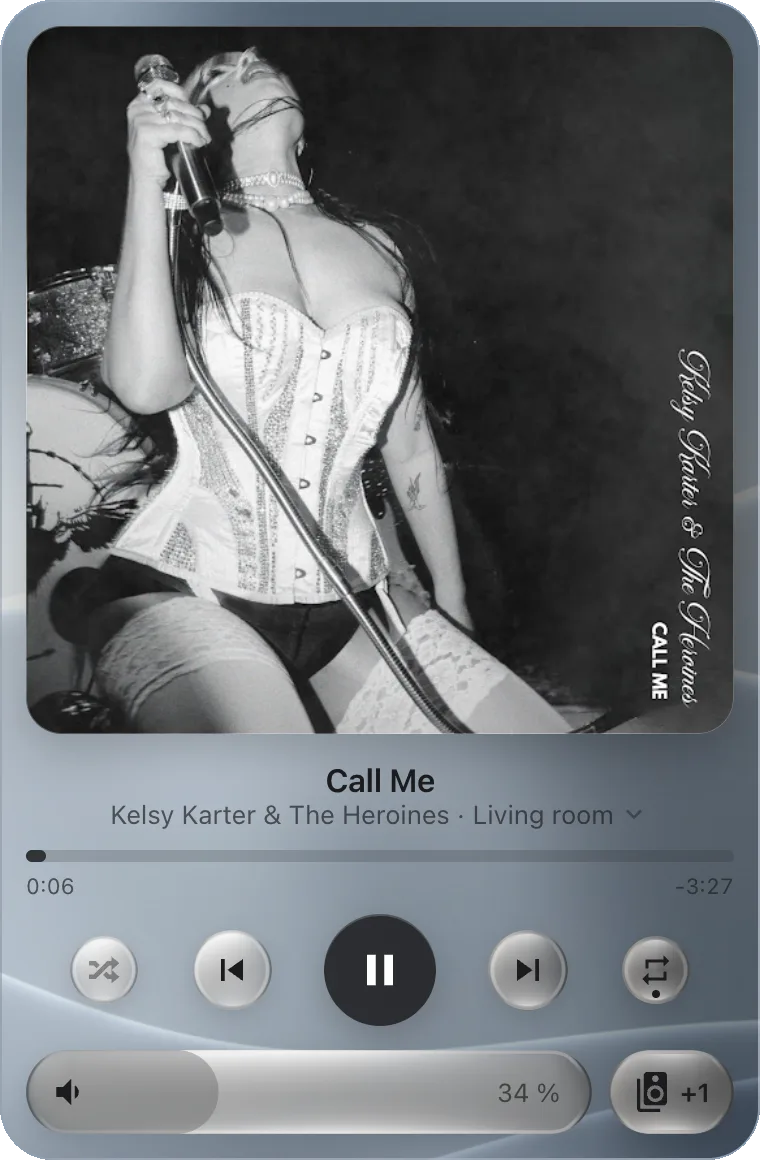 Kelsy Karter & The Heroines
CALL ME
Call Me
Kelsy Karter & The Heroines · Living room
0:06
-3:27
34 %
+1